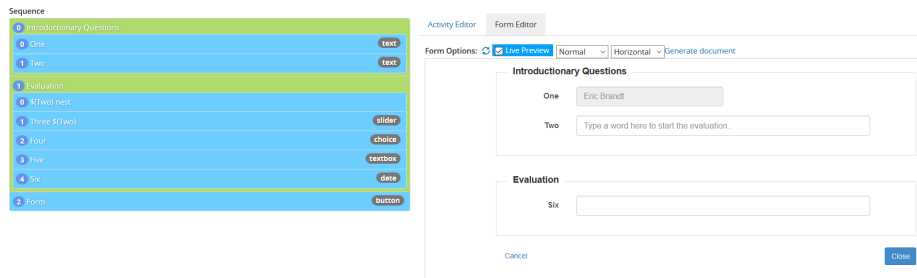 Sequence
0 Introductionary Questions
0 One text
1 Two text
1 Evaluation
0 $(Two) nest
1 Three $(Two) slider
2 Four choice
3 Five textbox
4 Six date
2 Form button
Activity Editor Form Editor
Form Options: Live Preview Normal Horizontal Generate document
Introductionary Questions
One Eric Brandt
Two Type a word here to start the evaluation..
Evaluation
Six
Cancel Close